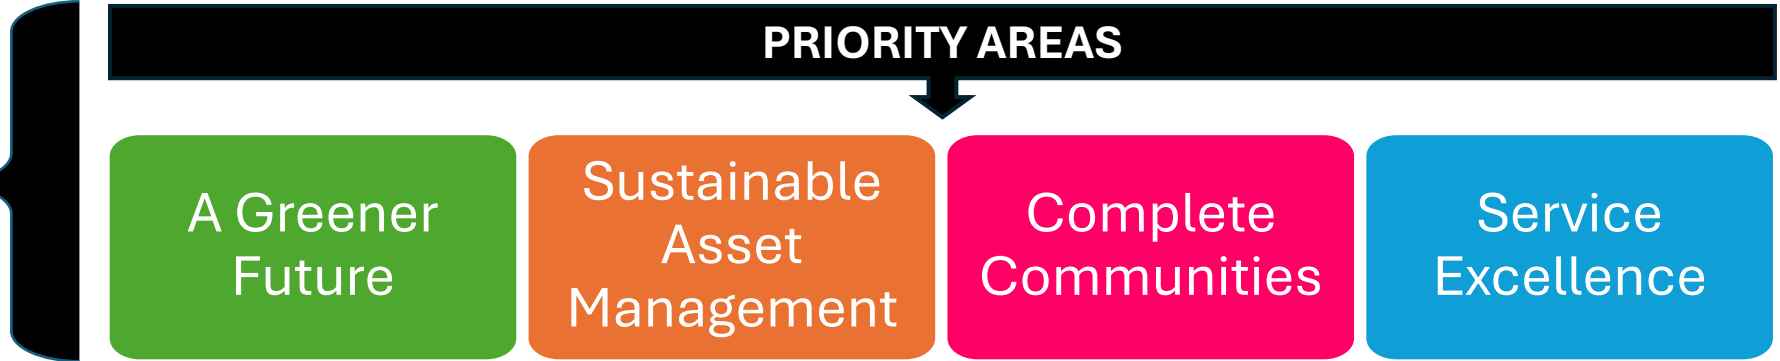 PRIORITY AREAS
A Greener
Future
Sustainable
Asset
Management
Complete
Communities
Service
Excellence